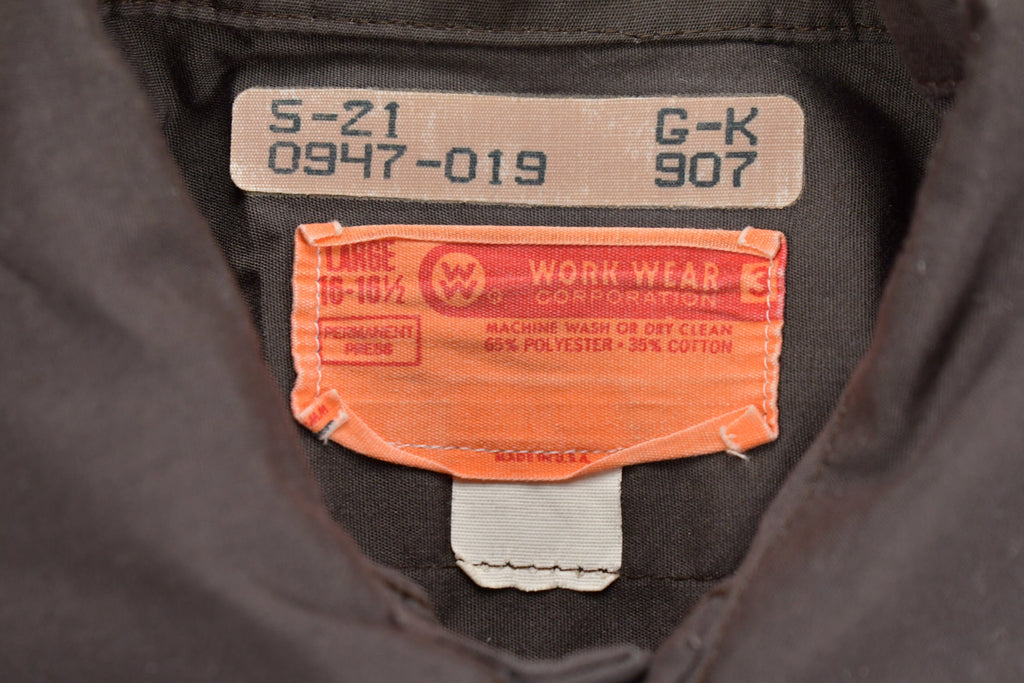 S-21 G-K
0947-019 907
LARGE
16-16½
W WORK WEAR 3
CORPORATION
PERMANENT
PRESS
MACHINE WASH OR DRY CLEAN
65% POLYESTER • 35% COTTON
MADE IN U.S.A.